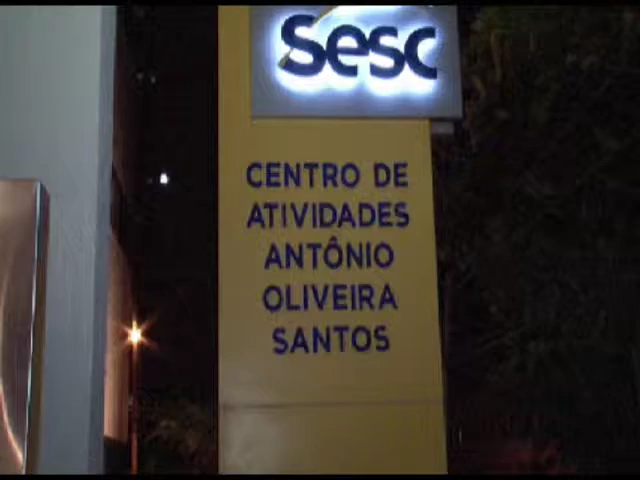 Sesc
CENTRO DE
ATIVIDADES
ANTÔNIO
OLIVEIRA
SANTOS